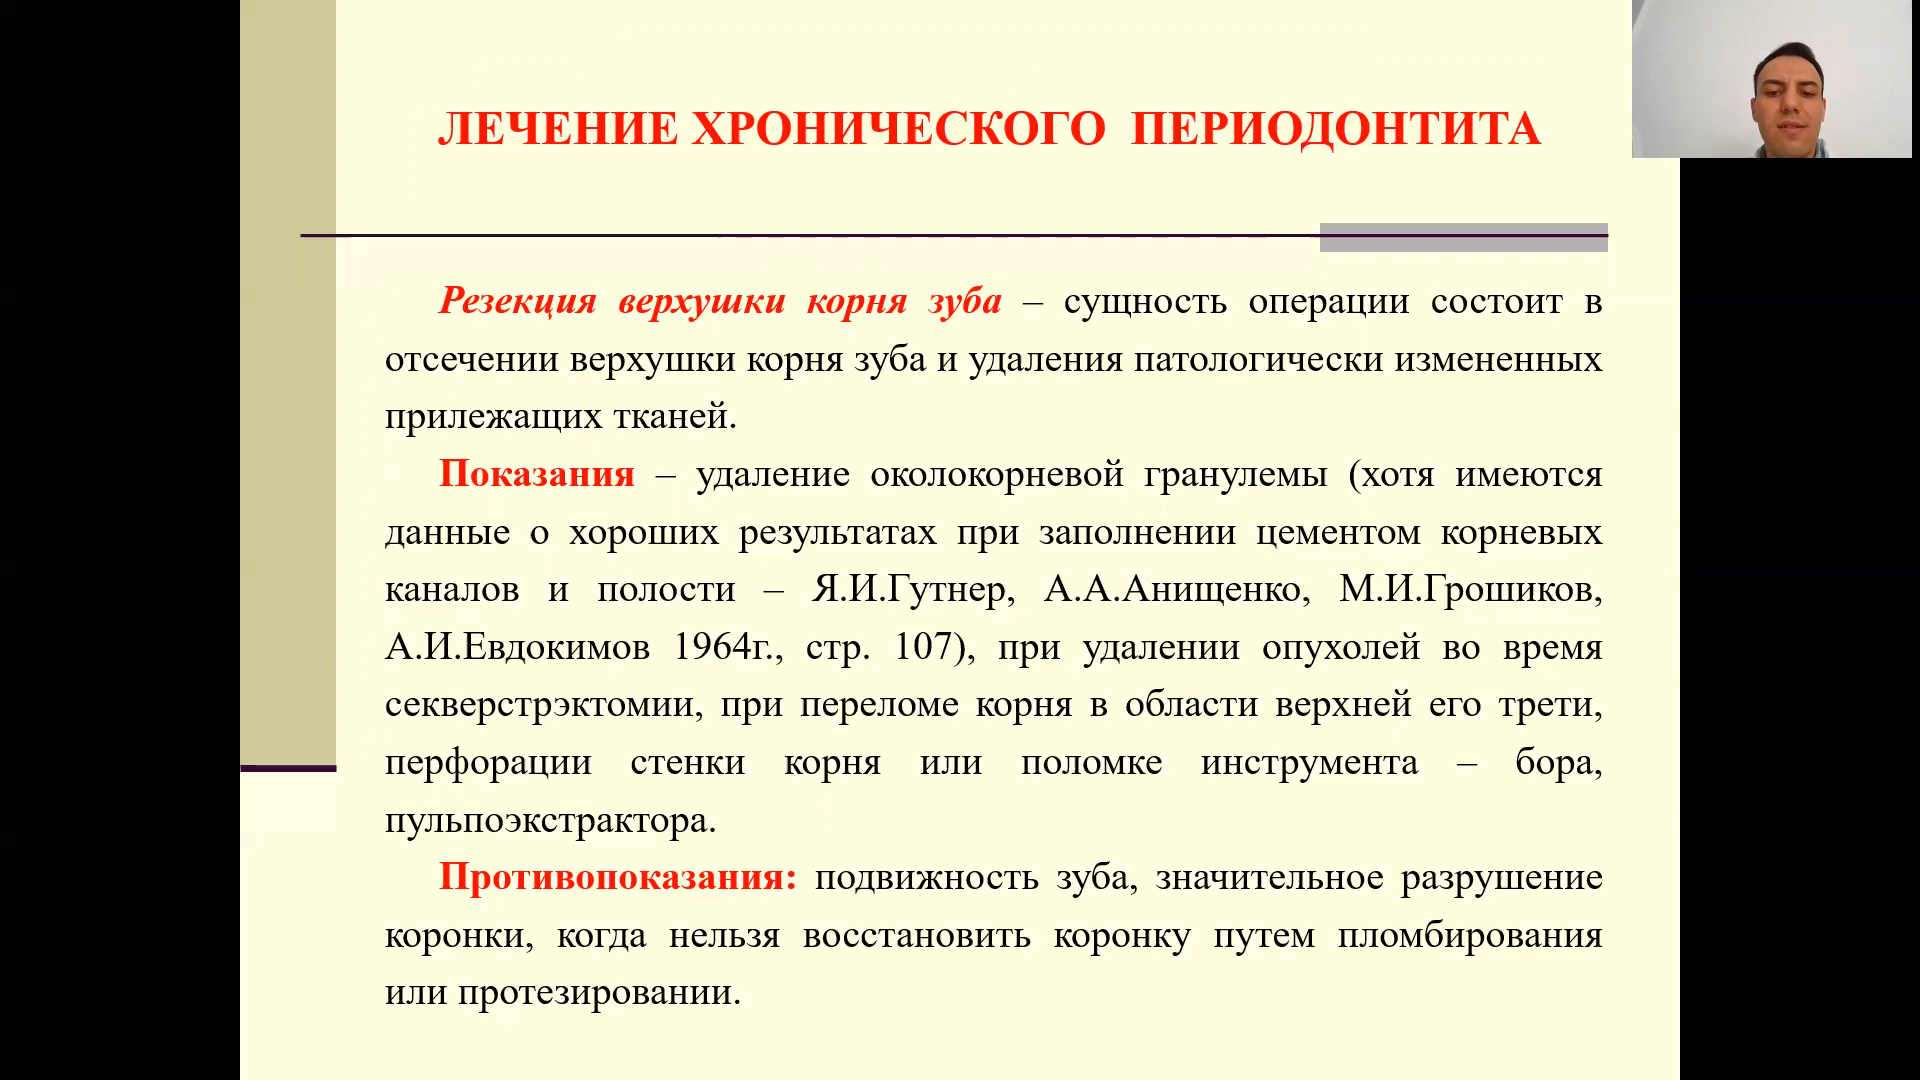 ЛЕЧЕНИЕ ХРОНИЧЕСКОГО ПЕРИОДОНТИТА
Резекция верхушки корня зуба – сущность операции состоит в
отсечении верхушки корня зуба и удаления патологически измененных
прилежащих тканей.
Показания – удаление околокорневой гранулемы (хотя имеются
данные о хороших результатах при заполнении цементом корневых
каналов и полости – Я.И.Гутнер, А.А.Анищенко, М.И.Грошиков,
А.И.Евдокимов 1964г., стр. 107), при удалении опухолей во время
секверстрэктомии, при переломе корня в области верхней его трети,
перфорации стенки корня или поломке инструмента – бора,
пульпоэкстрактора.
Противопоказания: подвижность зуба, значительное разрушение
коронки, когда нельзя восстановить коронку путем пломбирования
или протезировании.